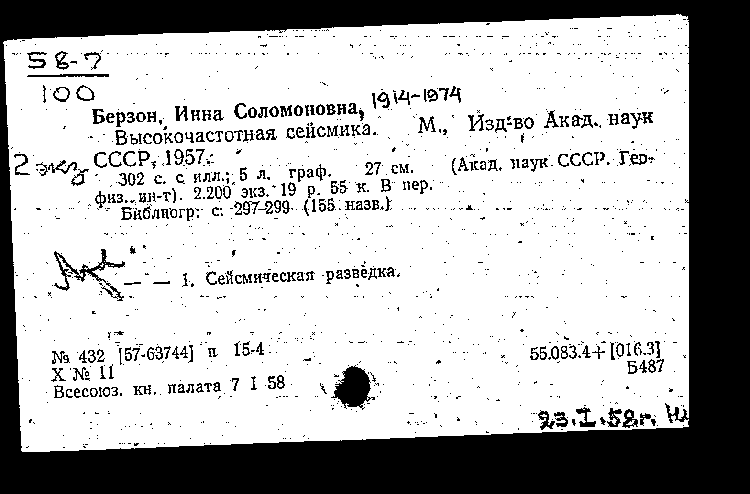 58-7
100
Берзон, Инна Соломоновна, 1914-1974
Высокочастотная сейсмика. М., Изд-во Акад. наук
2 экз
СССР, 1957.
302 с. с илл.; 5 л. граф. 27 см. (Акад. наук СССР. Гео-
физ. ин-т). 2.200 экз. 19 р. 55 к. В пер.
Библиогр: с. 297-299 (155 назв.)
— — 1. Сейсмическая разведка.
№ 432 [57-63744] п 15-4
55.083.4+[016.3]
X № 11
Б487
Всесоюз. кн. палата 7 I 58
23.I.58г.